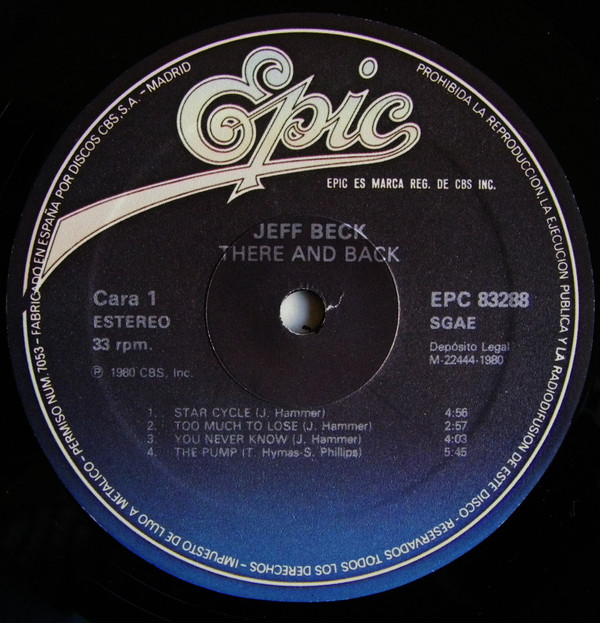 Epic
EPIC ES MARCA REG. DE CBS INC.
JEFF BECK
THERE AND BACK
Cara 1
ESTEREO
33 rpm.
℗ 1980 CBS, Inc.
EPC 83288
SGAE
Depósito Legal
M-22444-1980
1. STAR CYCLE (J. Hammer) 4:56
2. TOO MUCH TO LOSE (J. Hammer) 2:57
3. YOU NEVER KNOW (J. Hammer) 4:03
4. THE PUMP (T. Hymas-S. Phillips) 5:45
PROHIBIDA LA REPRODUCCION, LA EJECUCION PUBLICA Y LA RADIODIFUSION DE ESTE DISCO - RESERVADOS TODOS LOS DERECHOS - IMPUESTO DE LUJO A METALICO - PERMISO NUM. 7053 - FABRICADO EN ESPAÑA POR DISCOS CBS, S.A. - MADRID